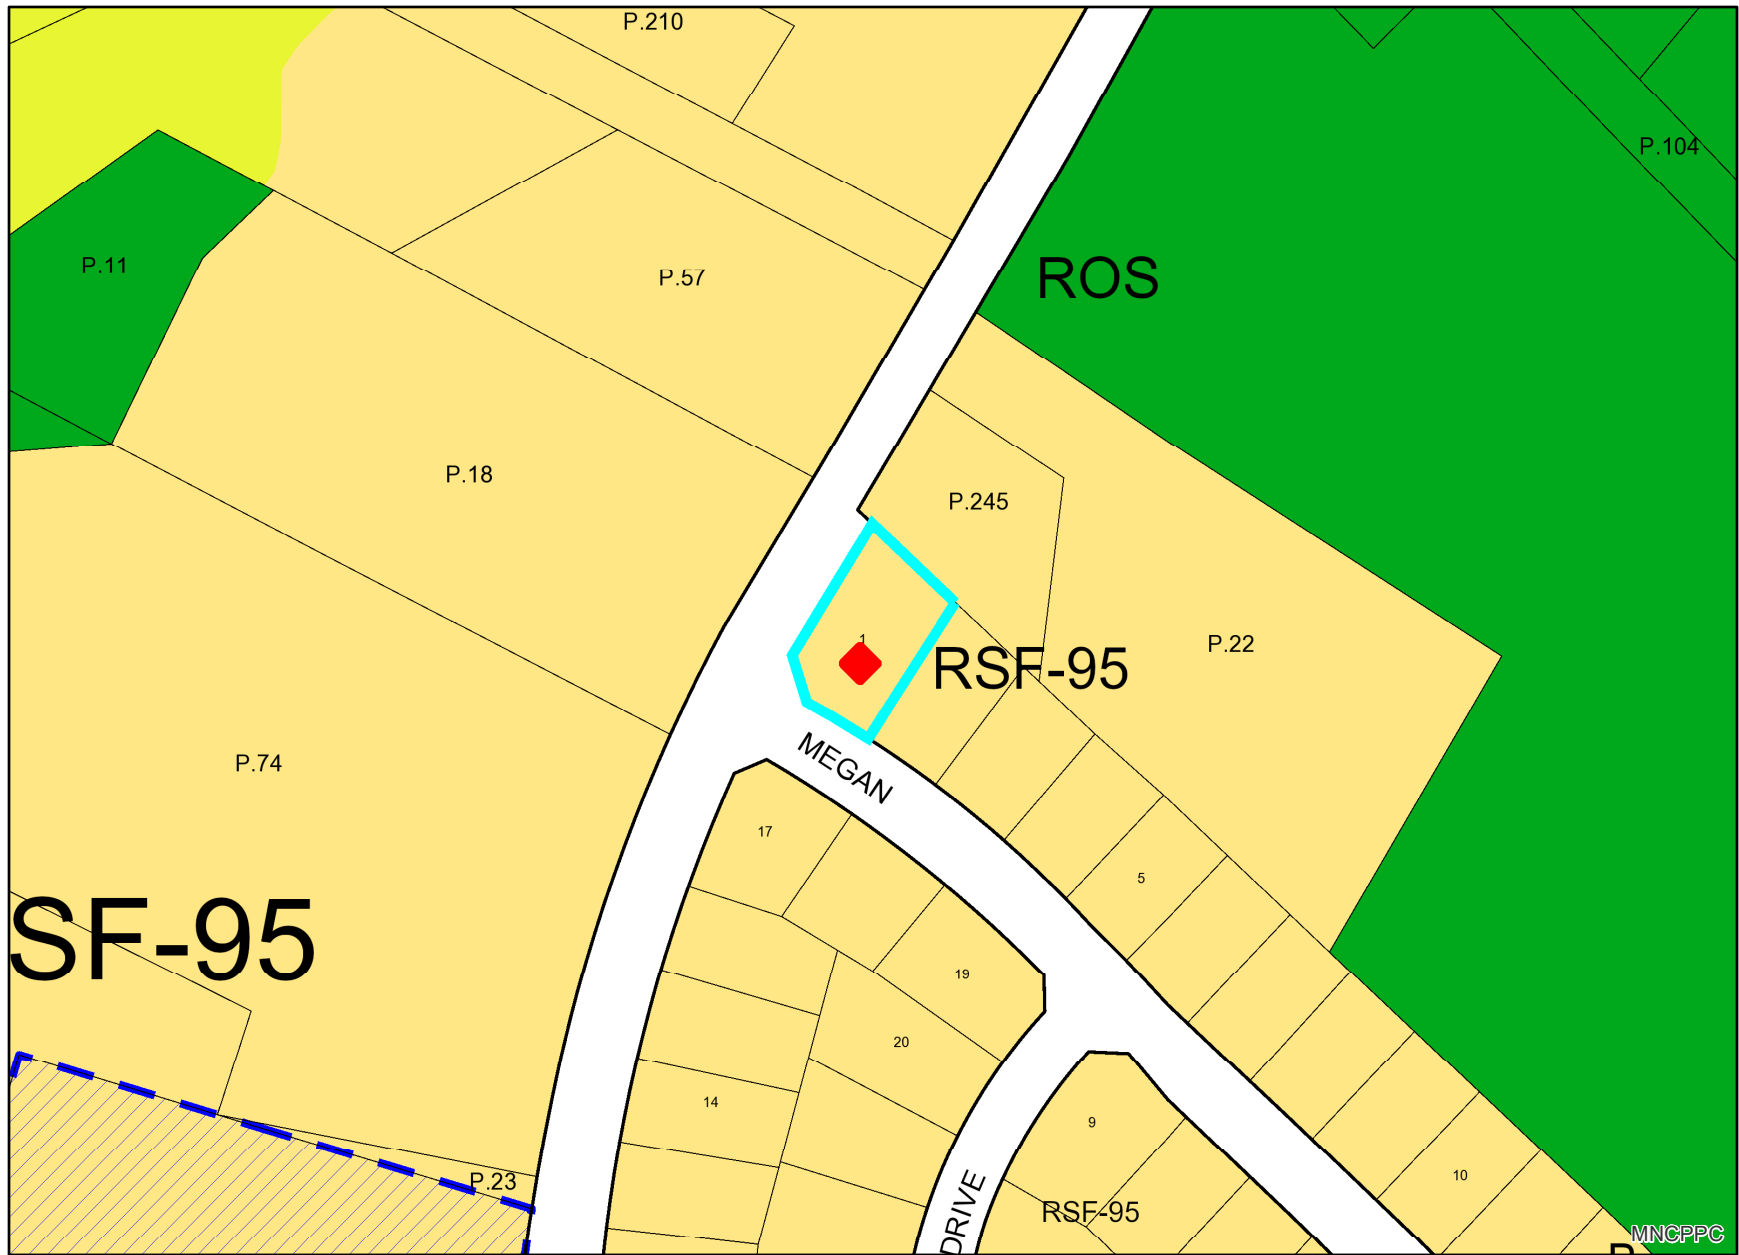 P.210
P.104
P.11
P.57
ROS
P.18
P.245
1
RSF-95
P.22
P.74
MEGAN
17
5
SF-95
19
20
14
9
10
P.23
DRIVE
RSF-95
MNCPPC